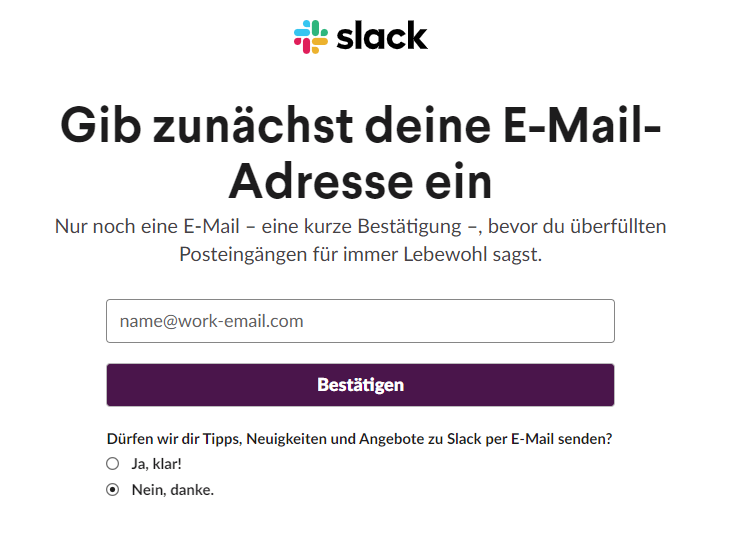 slack
Gib zunächst deine E-Mail-
Adresse ein
Nur noch eine E-Mail – eine kurze Bestätigung –, bevor du überfüllten
Posteingängen für immer Lebewohl sagst.
name@work-email.com
Bestätigen
Dürfen wir dir Tipps, Neuigkeiten und Angebote zu Slack per E-Mail senden?
Ja, klar!
Nein, danke.